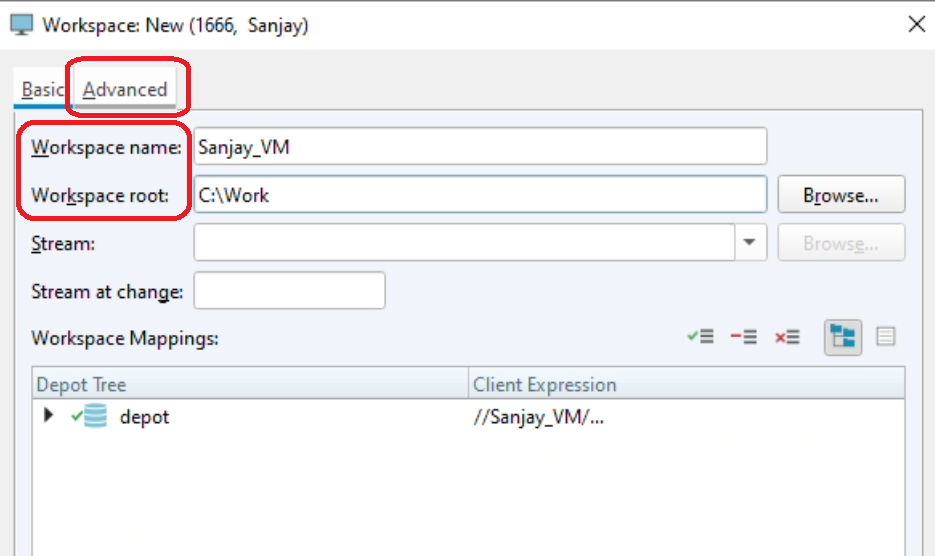 Workspace: New (1666, Sanjay)
Basic Advanced
Workspace name: Sanjay_VM
Workspace root: C:\Work Browse...
Stream: Browse...
Stream at change:
Workspace Mappings:
Depot Tree Client Expression
depot //Sanjay_VM/...